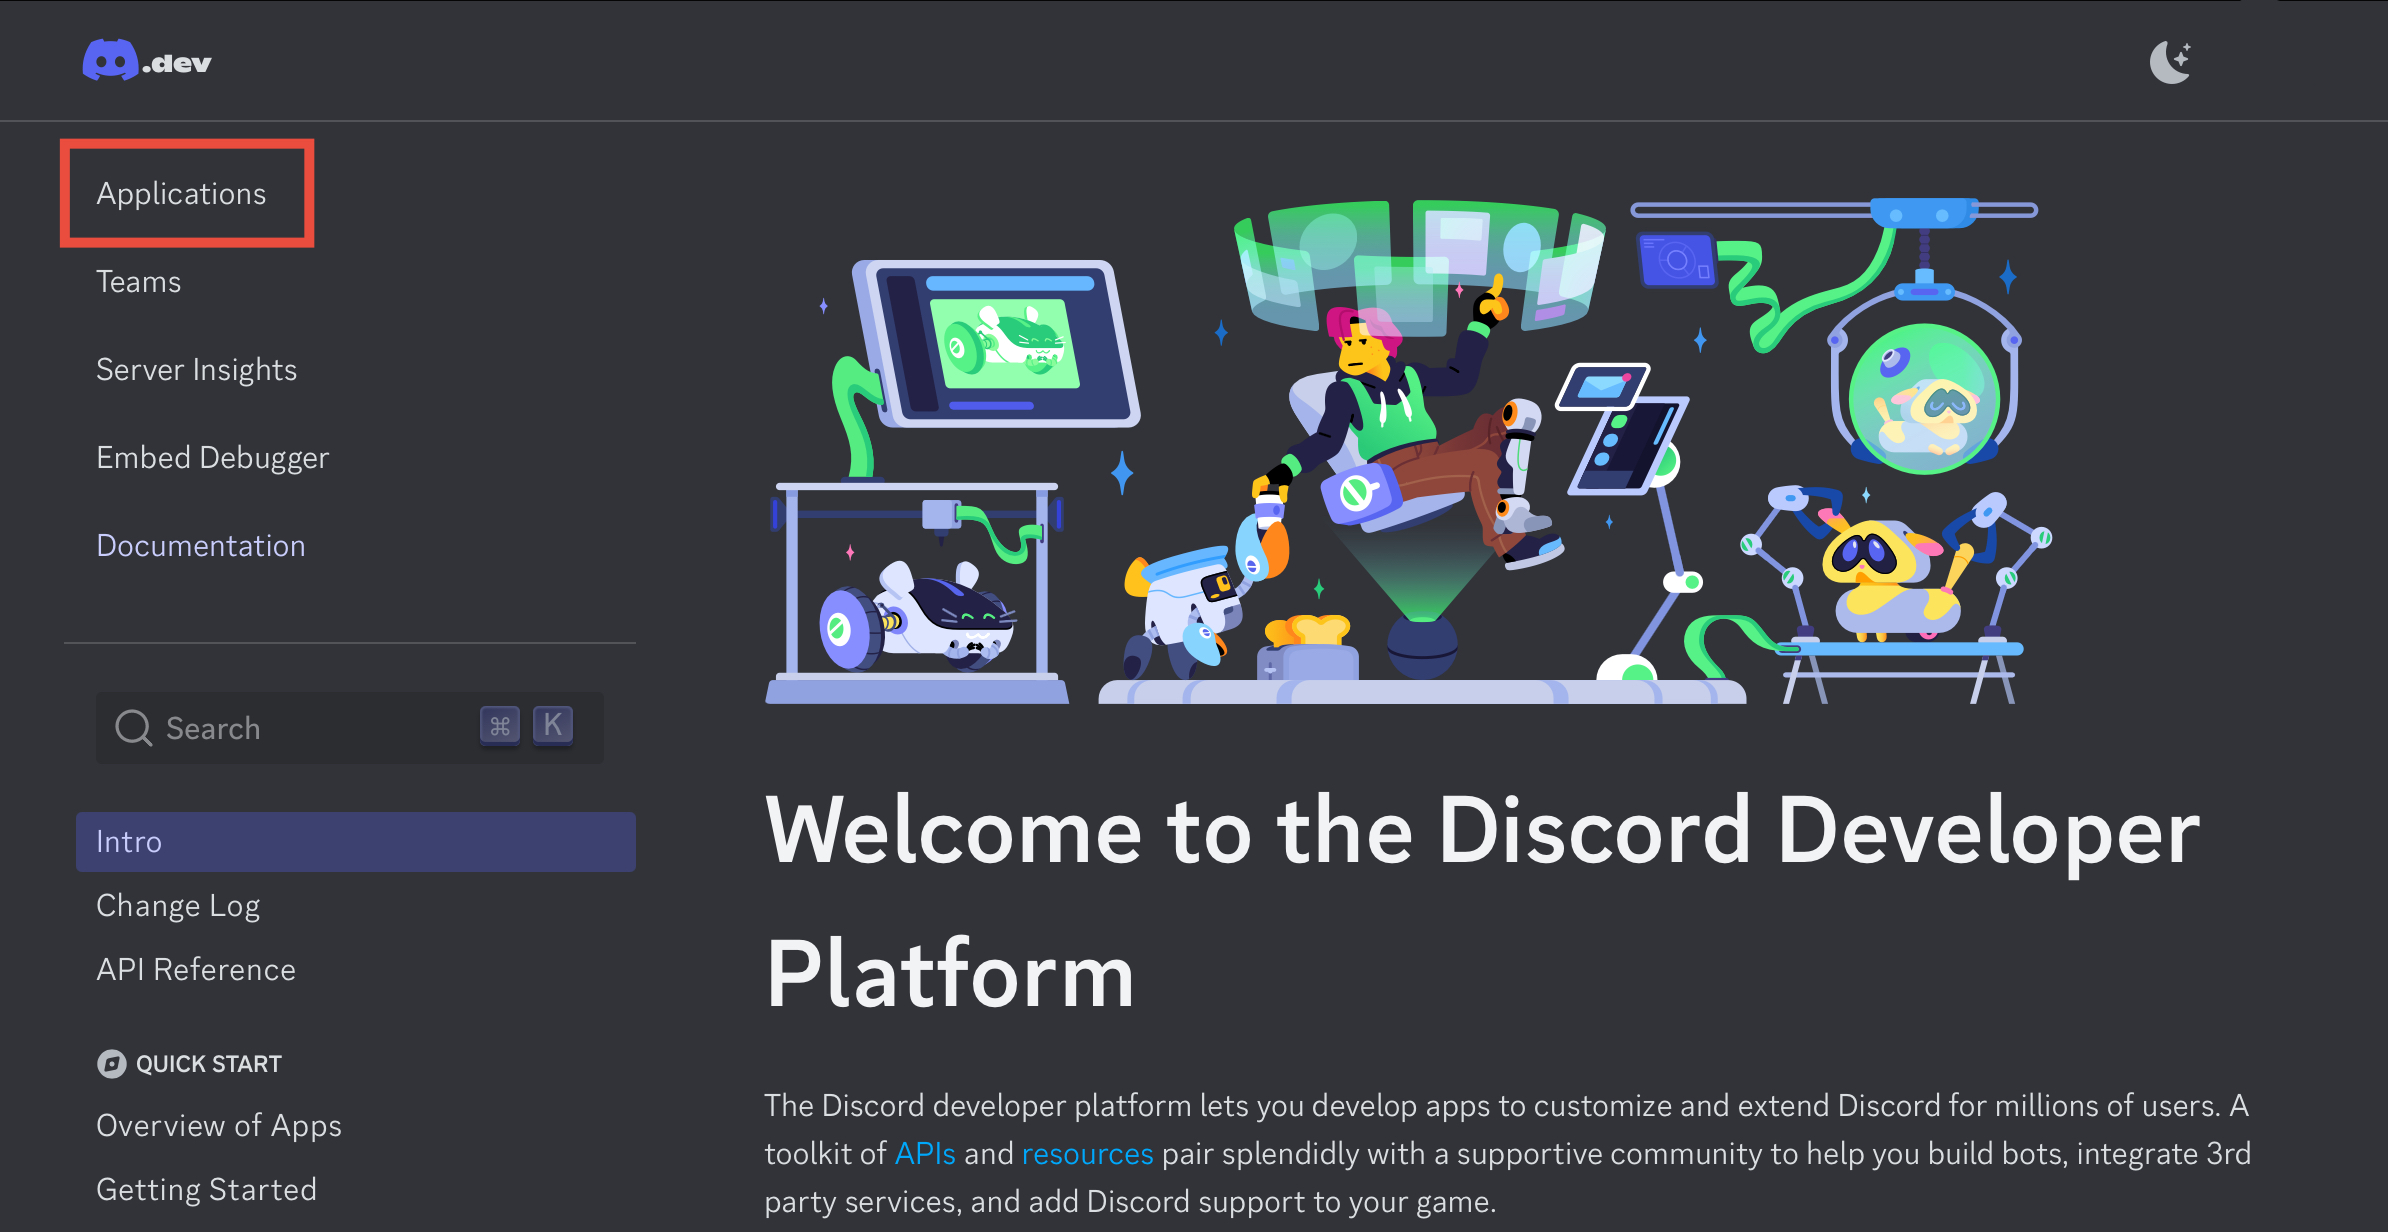 .dev
Applications
Teams
Server Insights
Embed Debugger
Documentation
Search ⌘ K
Intro
Change Log
API Reference
QUICK START
Overview of Apps
Getting Started
Welcome to the Discord Developer
Platform
The Discord developer platform lets you develop apps to customize and extend Discord for millions of users. A
toolkit of APIs and resources pair splendidly with a supportive community to help you build bots, integrate 3rd
party services, and add Discord support to your game.